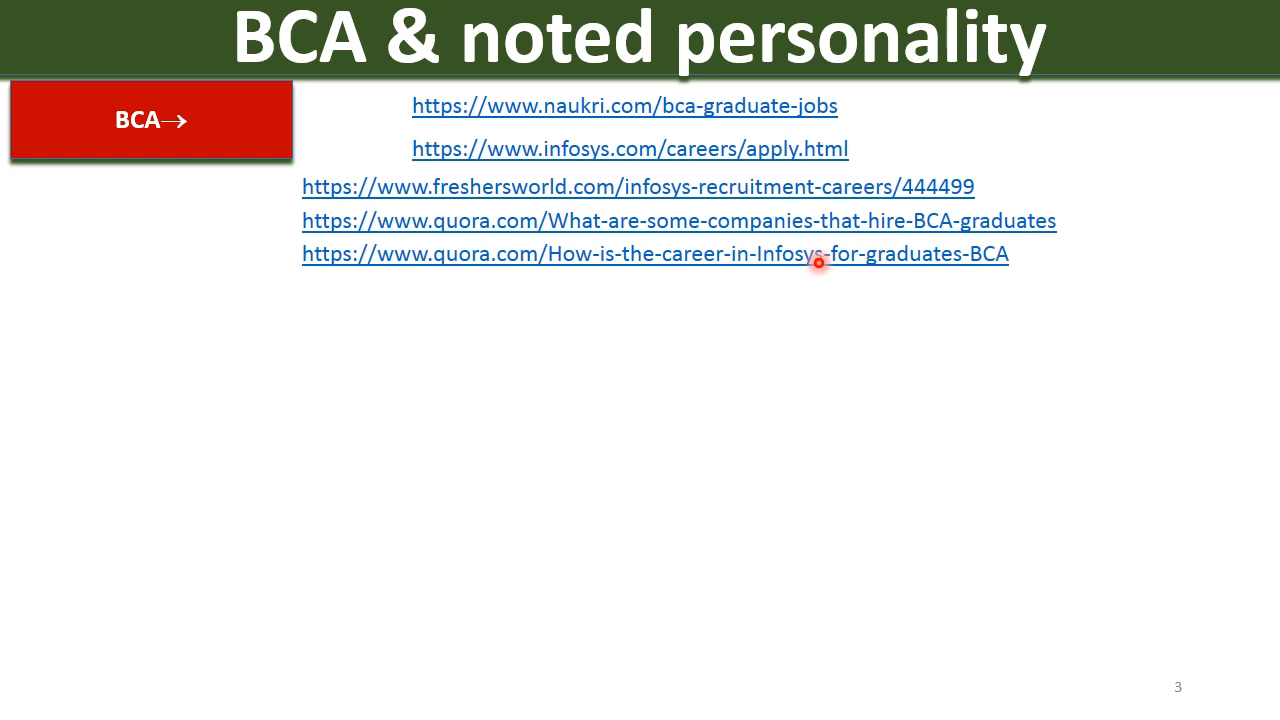 BCA & noted personality
BCA→
https://www.naukri.com/bca-graduate-jobs
https://www.infosys.com/careers/apply.html
https://www.freshersworld.com/infosys-recruitment-careers/444499
https://www.quora.com/What-are-some-companies-that-hire-BCA-graduates
https://www.quora.com/How-is-the-career-in-Infosys-for-graduates-BCA
3